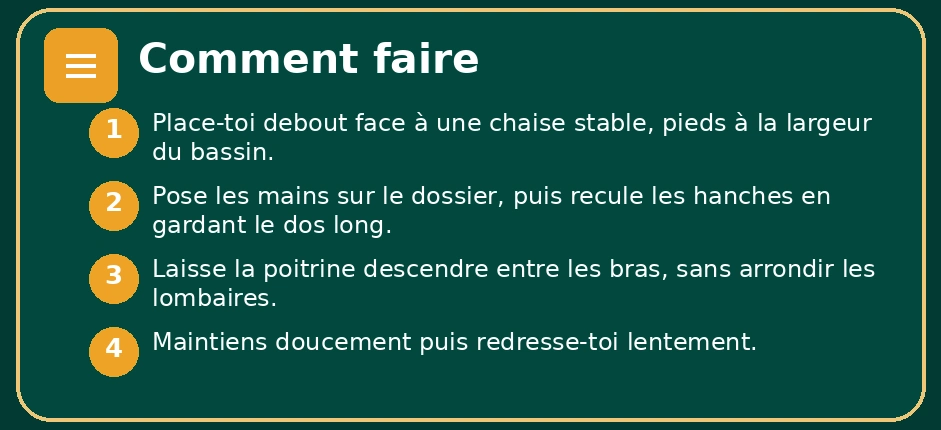 Comment faire
1 Place-toi debout face à une chaise stable, pieds à la largeur
du bassin.
2 Pose les mains sur le dossier, puis recule les hanches en
gardant le dos long.
3 Laisse la poitrine descendre entre les bras, sans arrondir les
lombaires.
4 Maintiens doucement puis redresse-toi lentement.